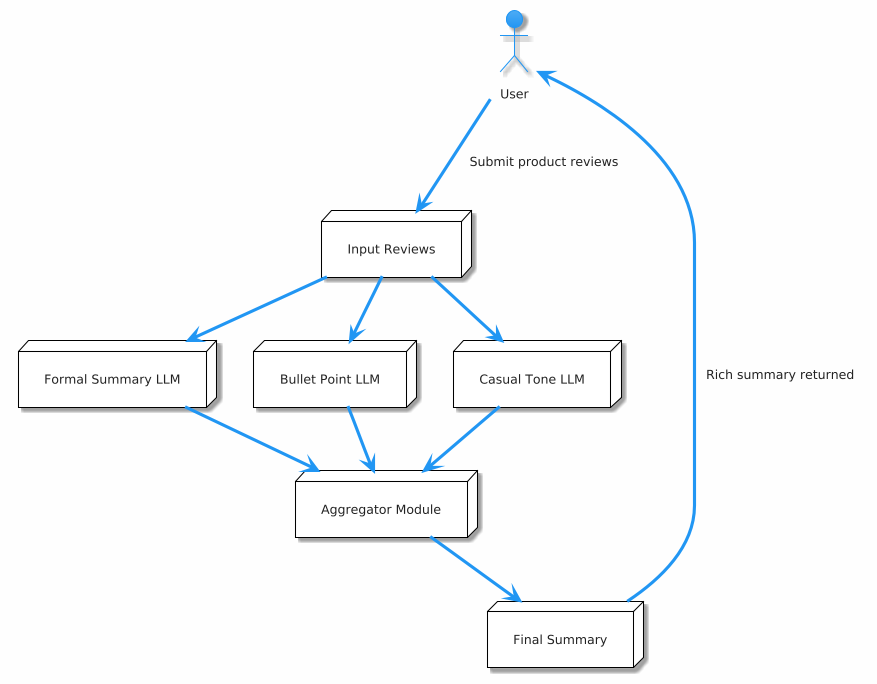 User
Submit product reviews
Input Reviews
Formal Summary LLM
Bullet Point LLM
Casual Tone LLM
Rich summary returned
Aggregator Module
Final Summary